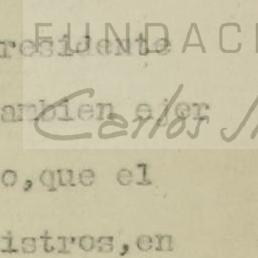 FUNDACI
residente
ambien ejer
Carlos
o,que el
istros,en